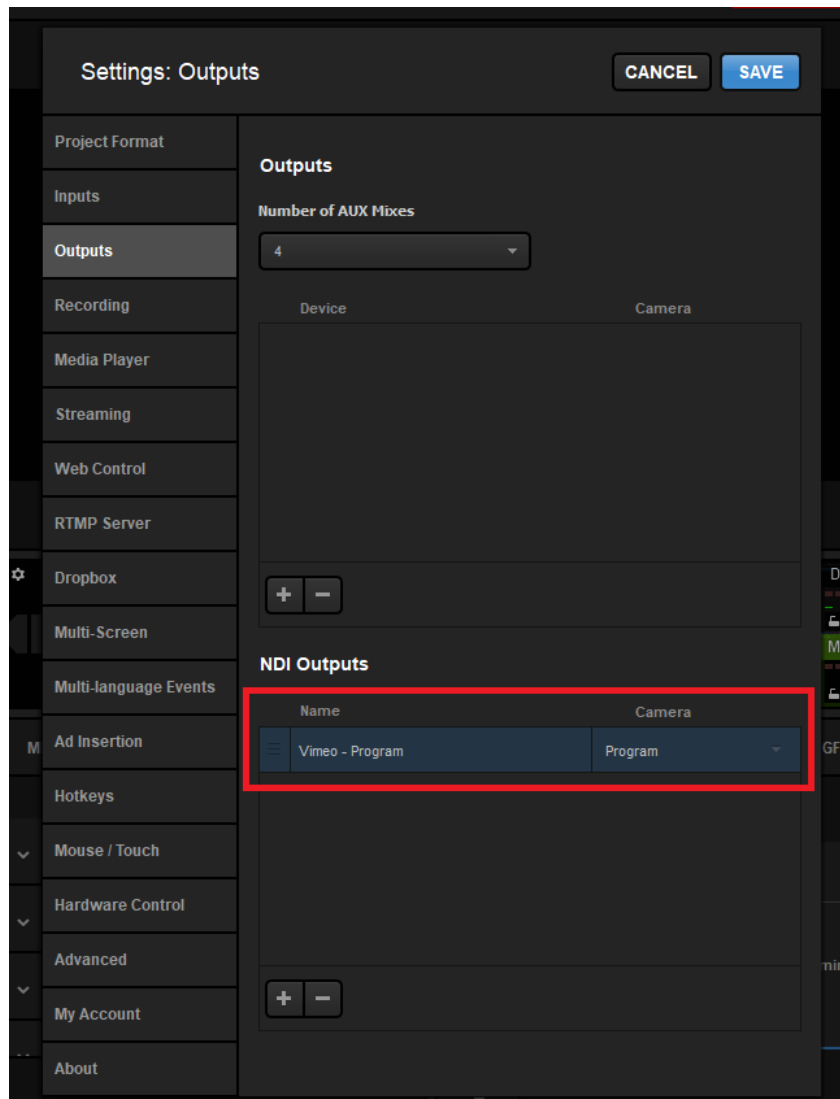 Settings: Outputs
CANCEL
SAVE
Project Format
Inputs
Outputs
Recording
Media Player
Streaming
Web Control
RTMP Server
Dropbox
Multi-Screen
Multi-language Events
Ad Insertion
Hotkeys
Mouse / Touch
Hardware Control
Advanced
My Account
About
Outputs
Number of AUX Mixes
4
Device Camera
NDI Outputs
Name Camera
Vimeo - Program Program